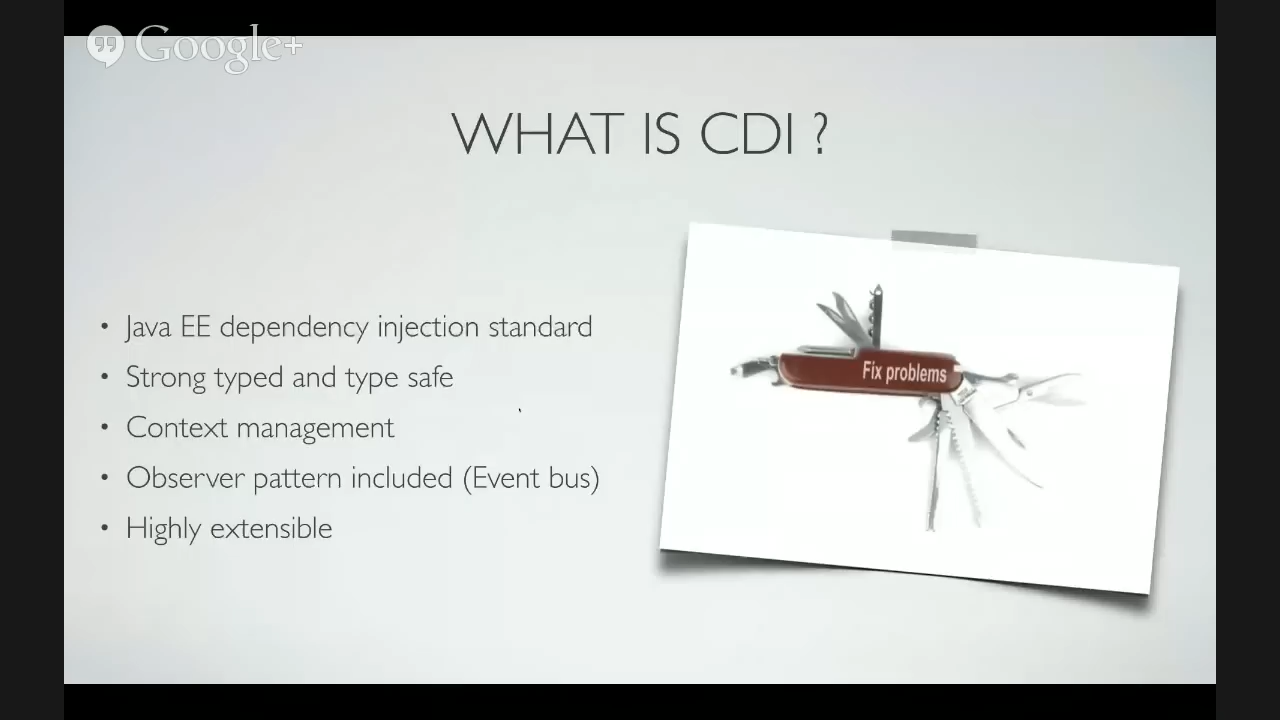 Google+
WHAT IS CDI ?
• Java EE dependency injection standard
• Strong typed and type safe
• Context management
• Observer pattern included (Event bus)
• Highly extensible
Fix problems